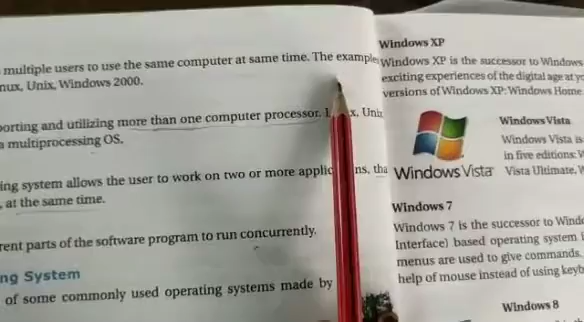 multiple users to use the same computer at same time. The example
nux, Unix, Windows 2000.
orting and utilizing more than one computer processor. Unix
multiprocessing OS.
ing system allows the user to work on two or more applic ns, tha
, at the same time.
rent parts of the software program to run concurrently.
ng System
of some commonly used operating systems made by
Windows XP
Windows XP is the successor to Windows
exciting experiences of the digital age at yo
versions of Windows XP: Windows Home
Windows Vista
Windows Vista is
in five editions: W
Windows Vista
Vista Ultimate, W
Windows 7
Windows 7 is the successor to Windo
Interface) based operating system i
menus are used to give commands.
help of mouse instead of using keyb
Windows 8